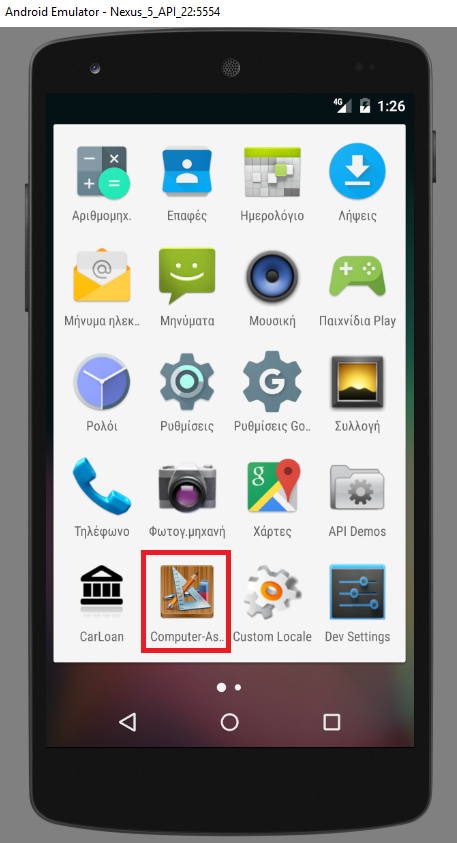 Android Emulator - Nexus_5_API_22:5554
4G 1:26
Αριθμομηχ. Επαφές Ημερολόγιο Λήψεις
Μήνυμα ηλεκ.. Μηνύματα Μουσική Παιχνίδια Play
Ρολόι Ρυθμίσεις Ρυθμίσεις Go.. Συλλογή
Τηλέφωνο Φωτογ.μηχανή Χάρτες API Demos
CarLoan Computer-As.. Custom Locale Dev Settings